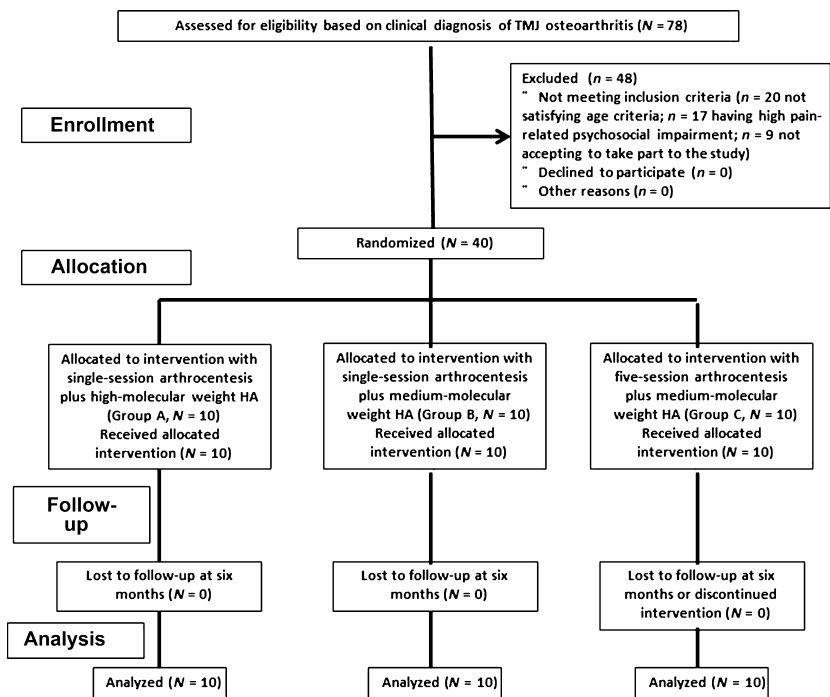 Assessed for eligibility based on clinical diagnosis of TMJ osteoarthritis (N = 78)
Enrollment
Excluded (n = 48)
¨ Not meeting inclusion criteria (n = 20 not
satisfying age criteria; n = 17 having high pain-
related psychosocial impairment; n = 9 not
accepting to take part to the study)
¨ Declined to participate (n = 0)
¨ Other reasons (n = 0)
Randomized (N = 40)
Allocation
Allocated to intervention with
single-session arthrocentesis
plus high-molecular weight HA
(Group A, N = 10)
Received allocated
intervention (N = 10)
Allocated to intervention with
single-session arthrocentesis
plus medium-molecular
weight HA (Group B, N = 10)
Received allocated
intervention (N = 10)
Allocated to intervention with
five-session arthrocentesis
plus medium-molecular
weight HA (Group C, N = 10)
Received allocated
intervention (N = 10)
Follow-
up
Lost to follow-up at six
months (N = 0)
Lost to follow-up at six
months (N = 0)
Lost to follow-up at six
months or discontinued
intervention (N = 0)
Analysis
Analyzed (N = 10)
Analyzed (N = 10)
Analyzed (N = 10)